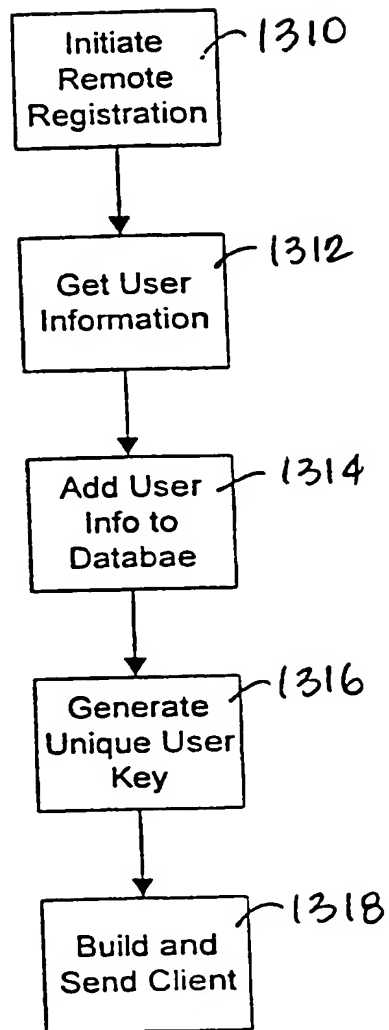 Initiate
Remote
Registration
1310
Get User
Information
1312
Add User
Info to
Databae
1314
Generate
Unique User
Key
1316
Build and
Send Client
1318